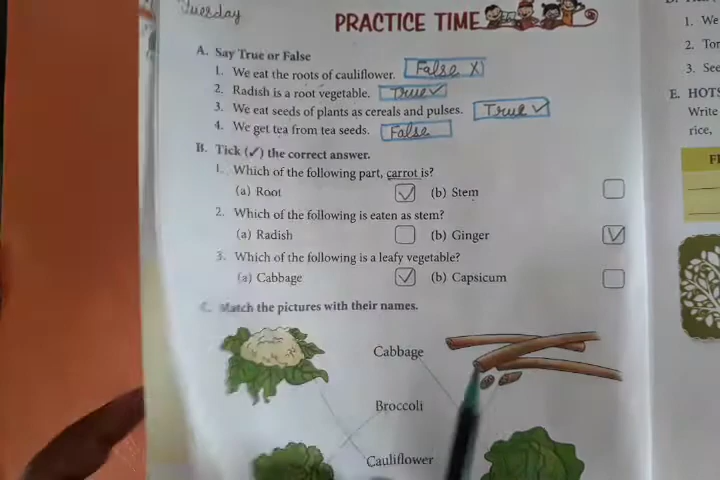 Tuesday
PRACTICE TIME
A. Say True or False
1. We eat the roots of cauliflower. False X
2. Radish is a root vegetable. True ✓
3. We eat seeds of plants as cereals and pulses. True ✓
4. We get tea from tea seeds. False
B. Tick (✓) the correct answer.
1. Which of the following part, carrot is?
(a) Root ✓ (b) Stem
2. Which of the following is eaten as stem?
(a) Radish (b) Ginger ✓
3. Which of the following is a leafy vegetable?
(a) Cabbage ✓ (b) Capsicum
C. Match the pictures with their names.
Cabbage
Broccoli
Cauliflower
1. We
2.
3. See
E. HOTS
Write
rice,